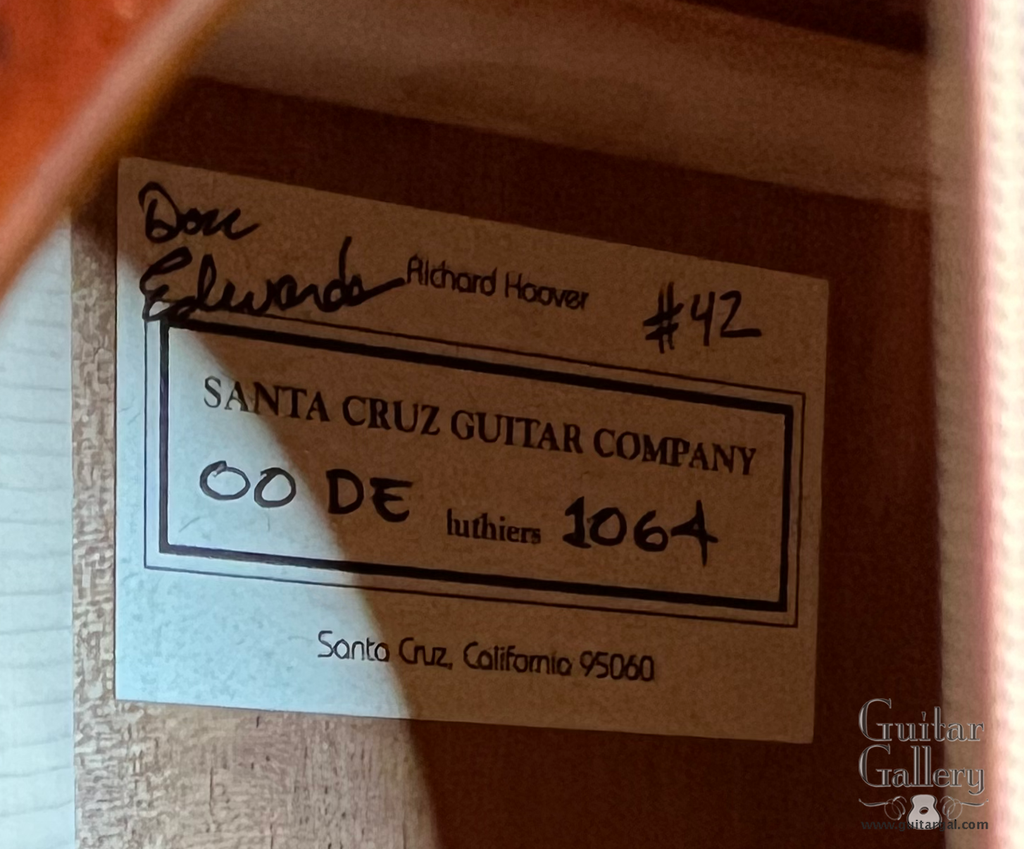 Don
Edwards
Richard Hoover
#42
SANTA CRUZ GUITAR COMPANY
OO DE luthiers 1064
Santa Cruz, California 95060
Guitar
Gallery
www.guitargal.com